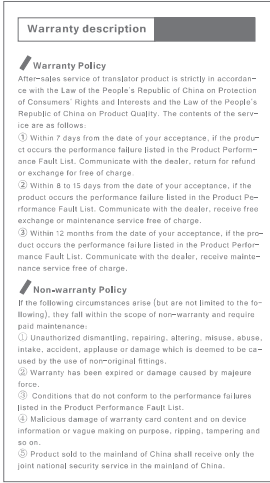 Warranty description
Warranty Policy
After-sales service of translator product is strictly in accordan-
ce with the Law of the People's Republic of China on Protection
of Consumers' Rights and Interests and the Law of the People's
Republic of China on Product Quality. The contents of the serv-
ice are as follows:
① Within 7 days from the date of your acceptance, if the produ-
ct occurs the performance failure listed in the Product Perform-
ance Fault List. Communicate with the dealer, return for refund
or exchange for free of charge.
② Within 8 to 15 days from the date of your acceptance, if the
product occurs the performance failure listed in the Product Pe-
rformance Fault List. Communicate with the dealer, receive free
exchange or maintenance service free of charge.
③ Within 12 months from the date of your acceptance, if the pro-
duct occurs the performance failure listed in the Product Perfor-
mance Fault List. Communicate with the dealer, receive mainte-
nance service free of charge.
Non-warranty Policy
If the following circumstances arise (but are not limited to the fo-
llowing), they fall within the scope of non-warranty and require
paid maintenance:
① Unauthorized dismantling, repairing, altering, misuse, abuse,
intake, accident, applause or damage which is deemed to be ca-
used by the use of non-original fittings.
② Warranty has been expired or damage caused by majeure
force.
③ Conditions that do not conform to the performance failures
listed in the Product Performance Fault List.
④ Malicious damage of warranty card content and on device
information or vague making on purpose, ripping, tampering and
so on.
⑤ Product sold to the mainland of China shall receive only the
joint national security service in the mainland of China.